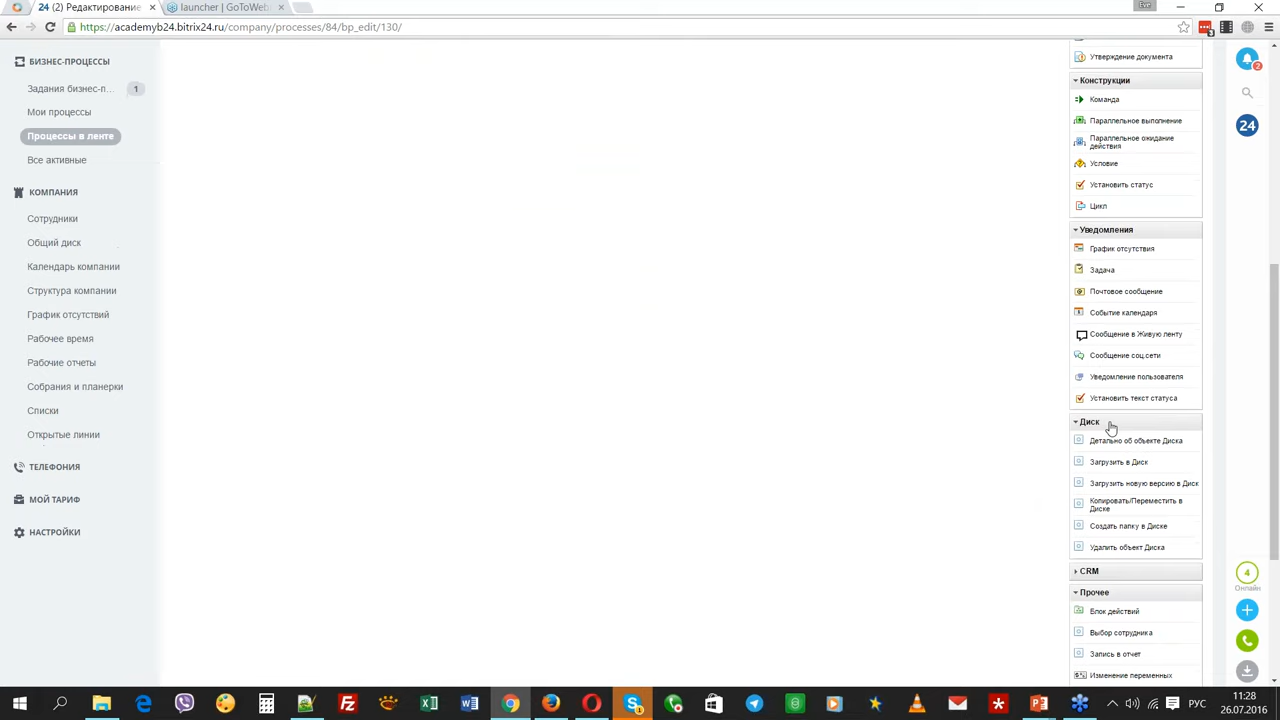 Eve
24 (2) Редактирование
launcher | GoToWeb
https://academyb24.bitrix24.ru/company/processes/84/bp_edit/130/
3
БИЗНЕС-ПРОЦЕССЫ
Задания бизнес-п... 1
Мои процессы
Процессы в ленте
Все активные
КОМПАНИЯ
Сотрудники
Общий диск
Календарь компании
Структура компании
График отсутствий
Рабочее время
Рабочие отчеты
Собрания и планерки
Списки
Открытые линии
ТЕЛЕФОНИЯ
МОЙ ТАРИФ
НАСТРОЙКИ
Утверждение документа
Конструкции
Команда
Параллельное выполнение
Параллельное ожидание
действия
Условие
Установить статус
Цикл
Уведомления
График отсутствия
Задача
Почтовое сообщение
Событие календаря
Сообщение в Живую ленту
Сообщение соц.сети
Уведомление пользователя
Установить текст статуса
Диск
Детально об объекте Диска
Загрузить в Диск
Загрузить новую версию в Диск
Копировать/Переместить в
Диске
Создать папку в Диске
Удалить объект Диска
CRM
Прочее
Блок действий
Выбор сотрудника
Запись в отчет
Изменение переменных
2
24
4
Онлайн
РУС
11:28
26.07.2016